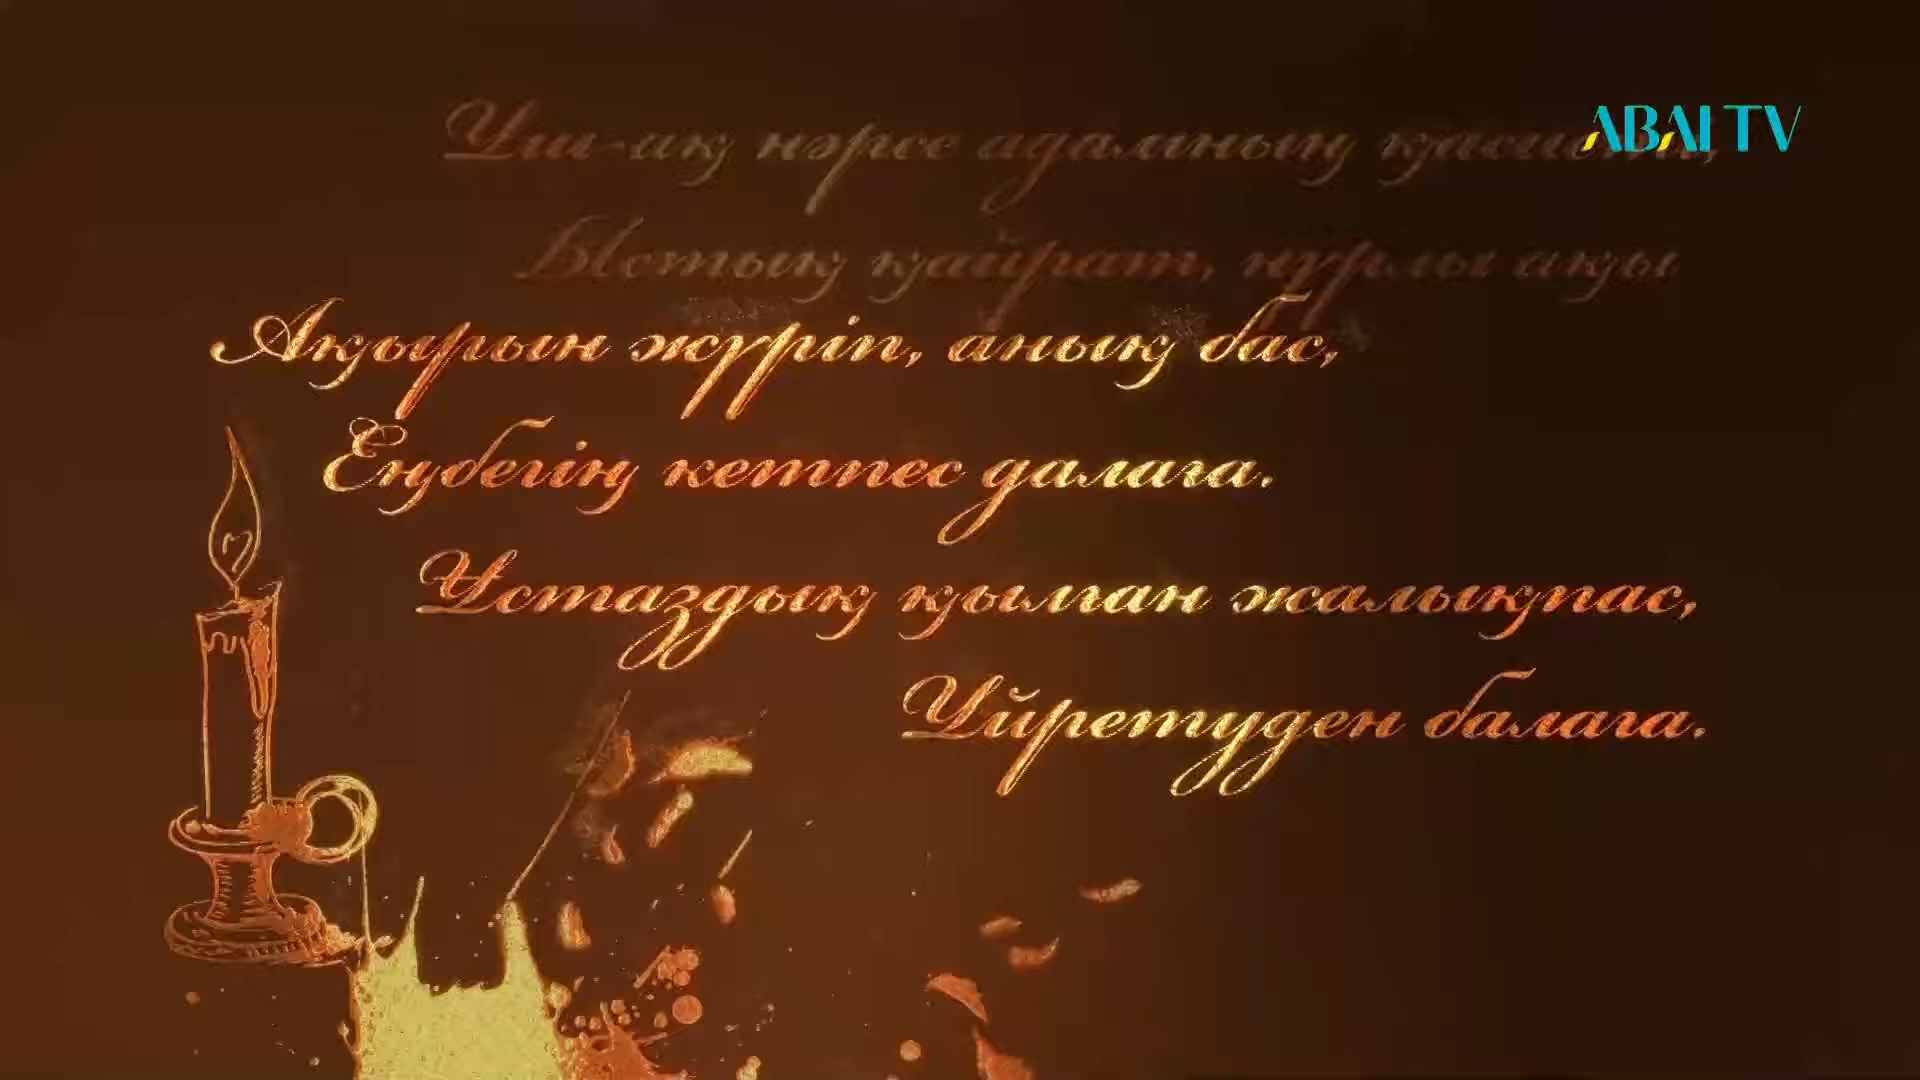 Үш-ақ нәрсе адамның қасиеті,
ABAI TV
Ыстық қайрат, нұрлы ақы
Ақырын жүріп, анық бас,
Еңбегің кетпес далаға.
Ұстаздық қылған жалықпас,
Үйретуден балаға.